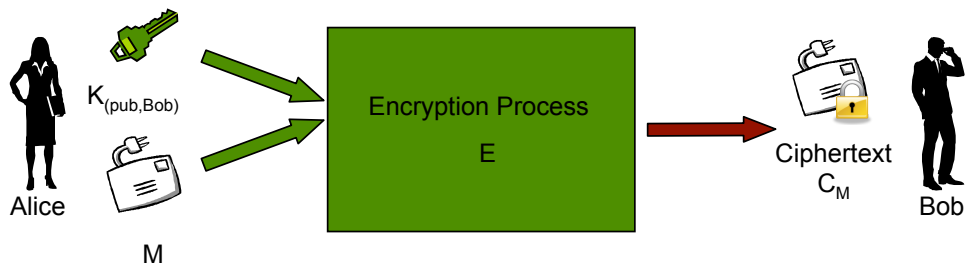 K(pub,Bob)
Alice
M
Encryption Process
E
Ciphertext
CM
Bob